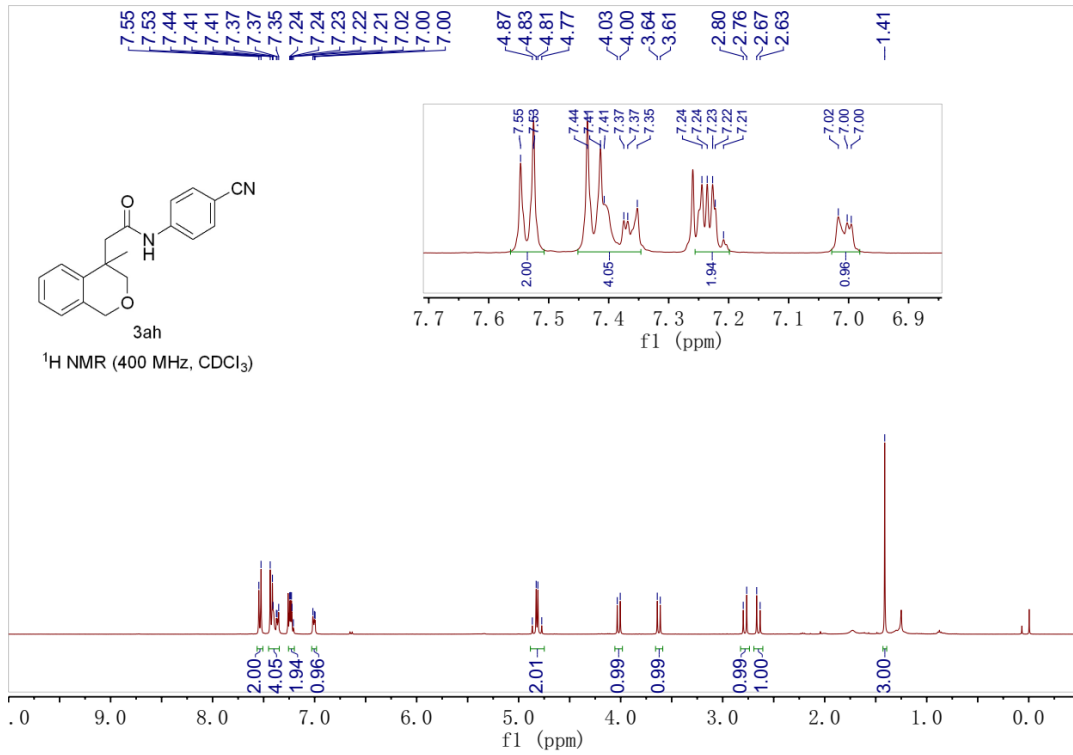 7.55 7.53 7.44 7.41 7.41 7.37 7.37 7.35 7.24 7.24 7.23 7.22 7.21 7.02 7.00 7.00 4.87 4.83 4.81 4.77 4.03 4.00 3.64 3.61 2.80 2.76 2.67 2.63 1.41
7.55 7.53 7.44 7.41 7.41 7.37 7.37 7.35 7.24 7.24 7.23 7.22 7.21 7.02 7.00 7.00
2.00 4.05 1.94 0.96
7.7 7.6 7.5 7.4 7.3 7.2 7.1 7.0 6.9
f1 (ppm)
CN
O
N
H
O
3ah
¹H NMR (400 MHz, CDCl₃)
2.00 4.05 1.94 0.96 2.01 0.99 0.99 0.99 1.00 3.00
.0 9.0 8.0 7.0 6.0 5.0 4.0 3.0 2.0 1.0 0.0
f1 (ppm)